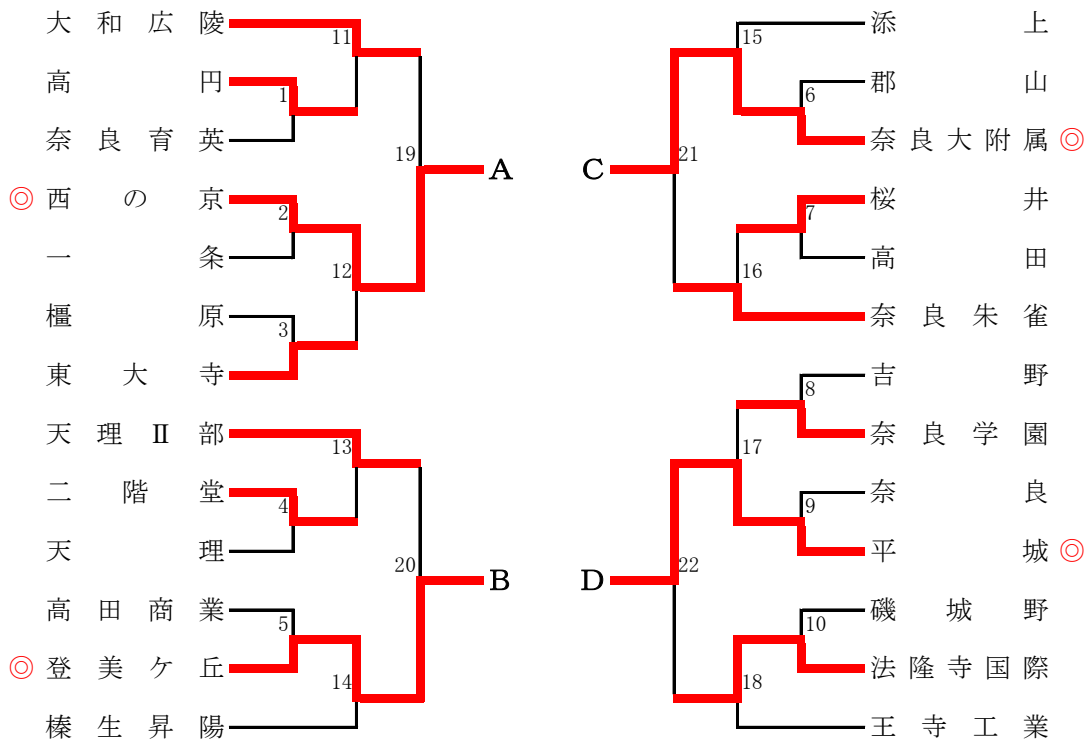 大和広陵
11
高円
1
奈良育英
19
A
◎ 西の京
2
一条
12
橿原
3
東大寺
天理Ⅱ部
13
二階堂
4
天理
20
B
高田商業
5
◎ 登美ケ丘
14
榛生昇陽
添上
15
郡山
6
奈良大附属 ◎
C
21
桜井
7
高田
16
奈良朱雀
吉野
8
奈良学園
17
奈良
9
平城 ◎
D
22
磯城野
10
法隆寺国際
18
王寺工業